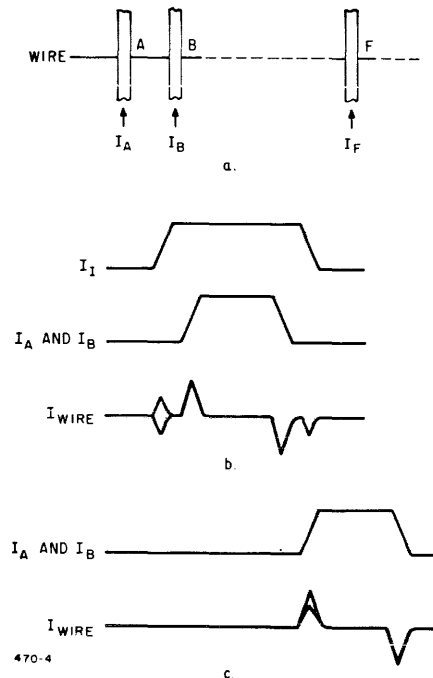 WIRE A B F
I_A I_B I_F
a.
I_I
I_A AND I_B
I_WIRE
b.
I_A AND I_B
I_WIRE
470-4
c.